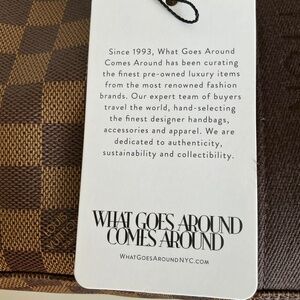 Since 1993, What Goes Around
Comes Around has been curating
the finest pre-owned luxury items
from the most renowned fashion
brands. Our expert team of buyers
travel the world, hand-selecting
the finest designer handbags,
accessories and apparel. We are
dedicated to authenticity,
sustainability and collectibility.
WHAT GOES AROUND
COMES AROUND
WHATGOESAROUNDNYC.COM